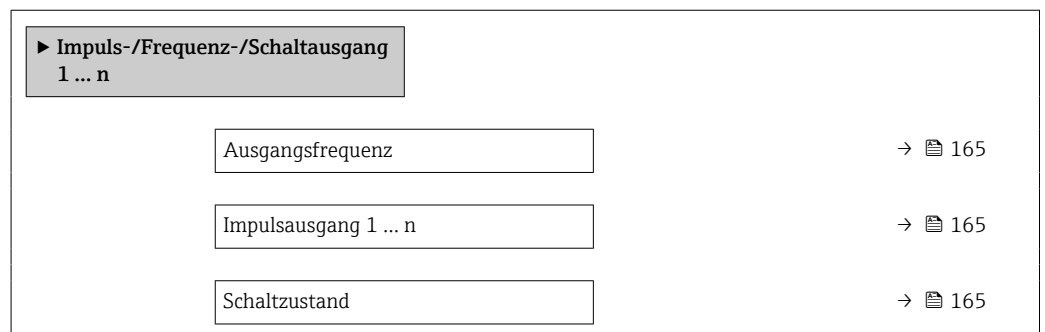 ▶ Impuls-/Frequenz-/Schaltausgang
1 ... n
Ausgangsfrequenz → 165
Impulsausgang 1 ... n → 165
Schaltzustand → 165